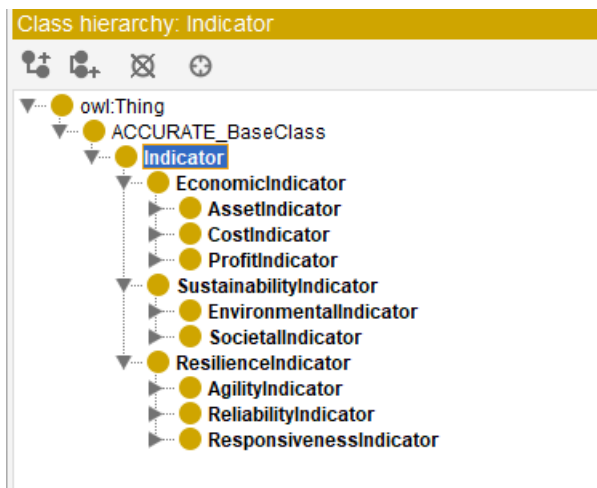 Class hierarchy: Indicator
owl:Thing
ACCURATE_BaseClass
Indicator
EconomicIndicator
AssetIndicator
CostIndicator
ProfitIndicator
SustainabilityIndicator
EnvironmentalIndicator
SocietalIndicator
ResilienceIndicator
AgilityIndicator
ReliabilityIndicator
ResponsivenessIndicator